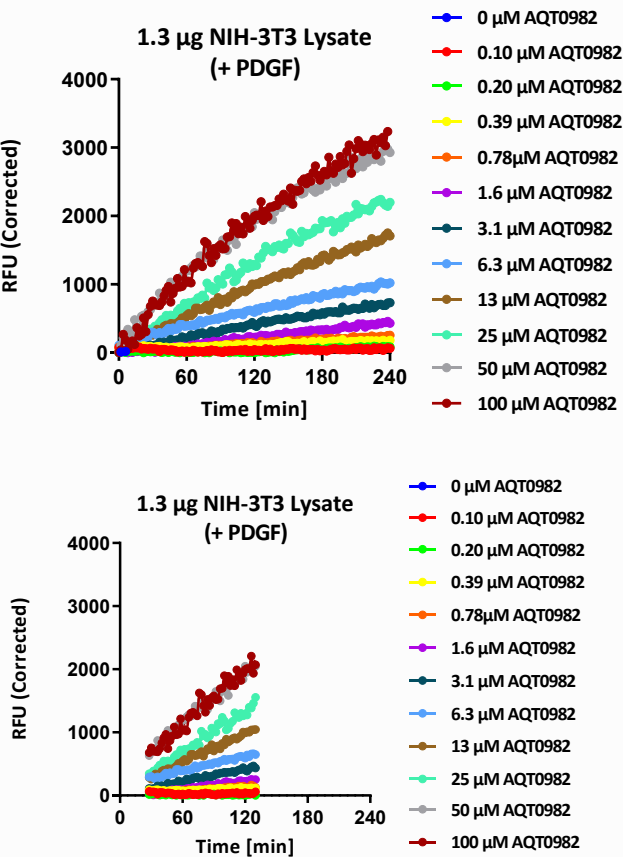 1.3 µg NIH-3T3 Lysate
(+ PDGF)
RFU (Corrected)
4000
3000
2000
1000
0
0 60 120 180 240
Time [min]
0 µM AQT0982
0.10 µM AQT0982
0.20 µM AQT0982
0.39 µM AQT0982
0.78µM AQT0982
1.6 µM AQT0982
3.1 µM AQT0982
6.3 µM AQT0982
13 µM AQT0982
25 µM AQT0982
50 µM AQT0982
100 µM AQT0982
1.3 µg NIH-3T3 Lysate
(+ PDGF)
RFU (Corrected)
4000
3000
2000
1000
0
0 60 120 180 240
Time [min]
0 µM AQT0982
0.10 µM AQT0982
0.20 µM AQT0982
0.39 µM AQT0982
0.78µM AQT0982
1.6 µM AQT0982
3.1 µM AQT0982
6.3 µM AQT0982
13 µM AQT0982
25 µM AQT0982
50 µM AQT0982
100 µM AQT0982